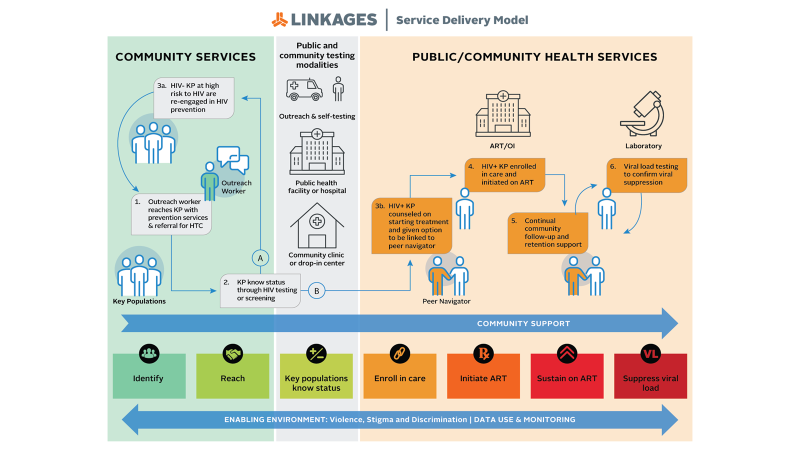 LINKAGES | Service Delivery Model
COMMUNITY SERVICES
Public and
community testing
modalities
PUBLIC/COMMUNITY HEALTH SERVICES
3a. HIV- KP at high
risk to HIV are
re-engaged in HIV
prevention
Outreach
Worker
1. Outreach worker
reaches KP with
prevention services
& referral for HTC
Key Populations
A
2. KP know status
through HIV testing
or screening
B
Outreach & self-testing
Public health
facility or hospital
Community clinic
or drop-in center
ART/OI
Laboratory
3b. HIV+ KP
counseled on
starting treatment
and given option
to be linked to
peer navigator
Peer Navigator
4. HIV+ KP enrolled
in care and
initiated on ART
5. Continual
community
follow-up and
retention support
6. Viral load testing
to confirm viral
suppression
COMMUNITY SUPPORT
Identify
Reach
+/-
Key populations
know status
Enroll in care
Rx
Initiate ART
Sustain on ART
VL
Suppress viral
load
ENABLING ENVIRONMENT: Violence, Stigma and Discrimination | DATA USE & MONITORING